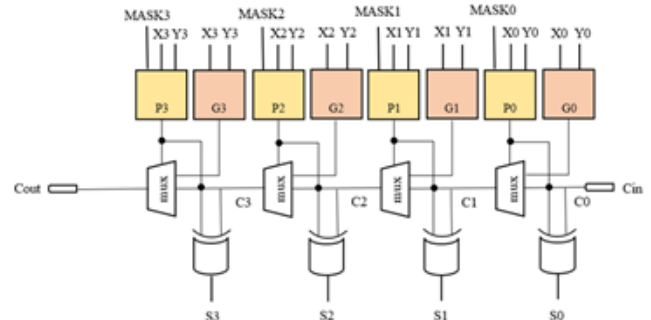 MASK3 MASK2 MASK1 MASK0
X3 Y3 X3 Y3 X2 Y2 X2 Y2 X1 Y1 X1 Y1 X0 Y0 X0 Y0
P3 G3 P2 G2 P1 G1 P0 G0
mux mux mux mux
Cout C3 C2 C1 C0 Cin
S3 S2 S1 S0